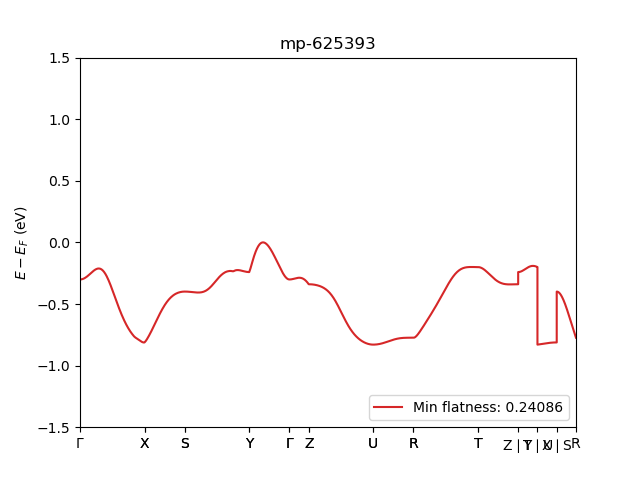 mp-625393
E − E_F (eV)
1.5
1.0
0.5
0.0
−0.5
−1.0
−1.5
Min flatness: 0.24086
Γ X S Y Γ Z U R T Z | Y T | U X | S R